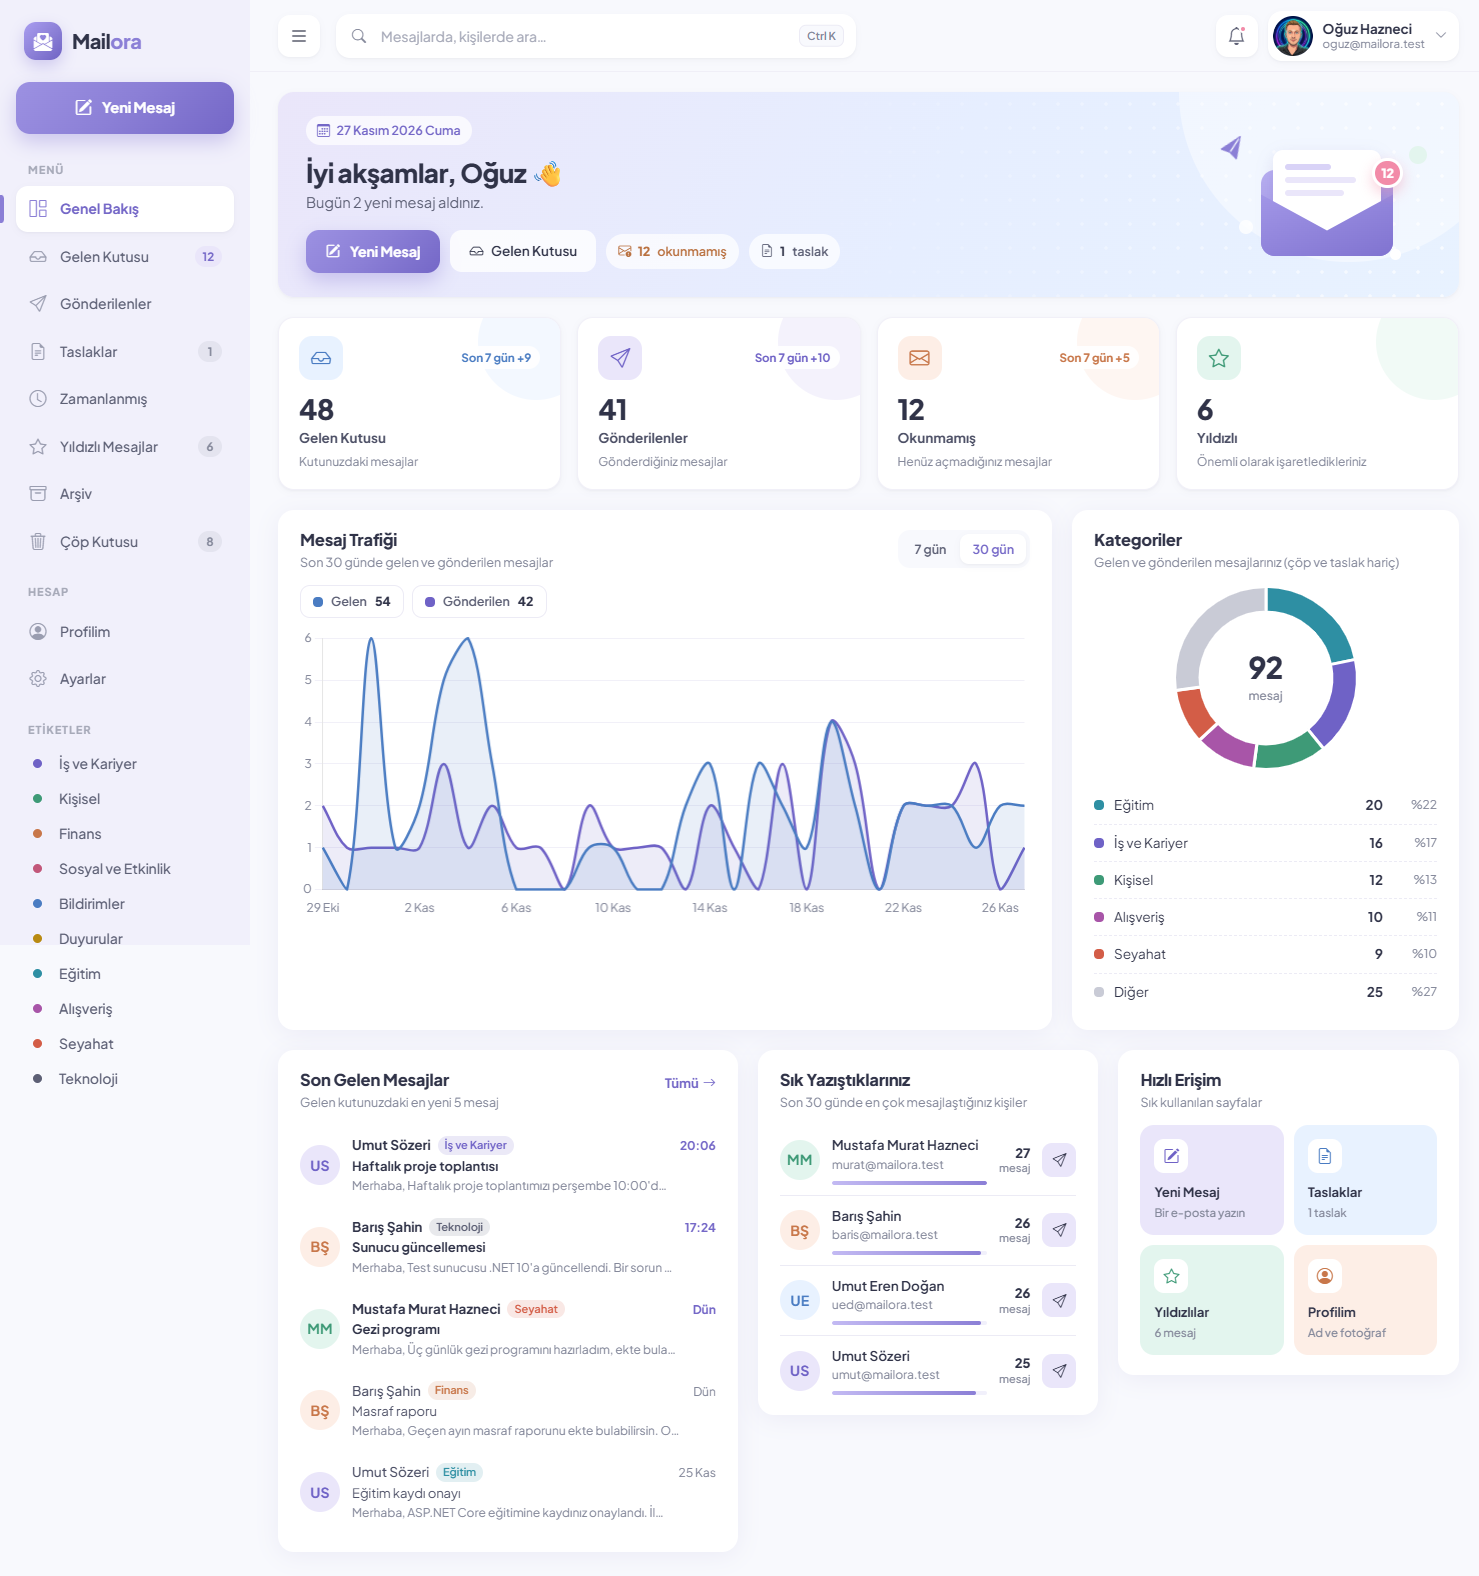 Mailora
Yeni Mesaj
MENÜ
Genel Bakış
Gelen Kutusu 12
Gönderilenler
Taslaklar 1
Zamanlanmış
Yıldızlı Mesajlar 6
Arşiv
Çöp Kutusu 8
HESAP
Profilim
Ayarlar
ETİKETLER
İş ve Kariyer
Kişisel
Finans
Sosyal ve Etkinlik
Bildirimler
Duyurular
Eğitim
Alışveriş
Seyahat
Teknoloji
Mesajlarda, kişilerde ara... Ctrl K
Oğuz Hazneci
oguz@mailora.test
27 Kasım 2026 Cuma
İyi akşamlar, Oğuz 👋
Bugün 2 yeni mesaj aldınız.
Yeni Mesaj Gelen Kutusu 12 okunmamış 1 taslak
12
Son 7 gün +9
48
Gelen Kutusu
Kutunuzdaki mesajlar
Son 7 gün +10
41
Gönderilenler
Gönderdiğiniz mesajlar
Son 7 gün +5
12
Okunmamış
Henüz açmadığınız mesajlar
6
Yıldızlı
Önemli olarak işaretledikleriniz
Mesaj Trafiği
Son 30 günde gelen ve gönderilen mesajlar
7 gün 30 gün
Gelen 54 Gönderilen 42
6
5
4
3
2
1
0
29 Eki 2 Kas 6 Kas 10 Kas 14 Kas 18 Kas 22 Kas 26 Kas
Kategoriler
Gelen ve gönderilen mesajlarınız (çöp ve taslak hariç)
92
mesaj
Eğitim 20 %22
İş ve Kariyer 16 %17
Kişisel 12 %13
Alışveriş 10 %11
Seyahat 9 %10
Diğer 25 %27
Son Gelen Mesajlar
Gelen kutunuzdaki en yeni 5 mesaj
Tümü →
US
Umut Sözeri İş ve Kariyer 20:06
Haftalık proje toplantısı
Merhaba, Haftalık proje toplantımızı perşembe 10:00'd...
BŞ
Barış Şahin Teknoloji 17:24
Sunucu güncellemesi
Merhaba, Test sunucusu .NET 10'a güncellendi. Bir sorun ...
MM
Mustafa Murat Hazneci Seyahat Dün
Gezi programı
Merhaba, Üç günlük gezi programını hazırladım, ekte bula...
BŞ
Barış Şahin Finans Dün
Masraf raporu
Merhaba, Geçen ayın masraf raporunu ekte bulabilirsin. O...
US
Umut Sözeri Eğitim 25 Kas
Eğitim kaydı onayı
Merhaba, ASP.NET Core eğitimine kaydınız onaylandı. İl...
Sık Yazıştıklarınız
Son 30 günde en çok mesajlaştığınız kişiler
MM
Mustafa Murat Hazneci
murat@mailora.test
27
mesaj
BŞ
Barış Şahin
baris@mailora.test
26
mesaj
UE
Umut Eren Doğan
ued@mailora.test
26
mesaj
US
Umut Sözeri
umut@mailora.test
25
mesaj
Hızlı Erişim
Sık kullanılan sayfalar
Yeni Mesaj
Bir e-posta yazın
Taslaklar
1 taslak
Yıldızlılar
6 mesaj
Profilim
Ad ve fotoğraf